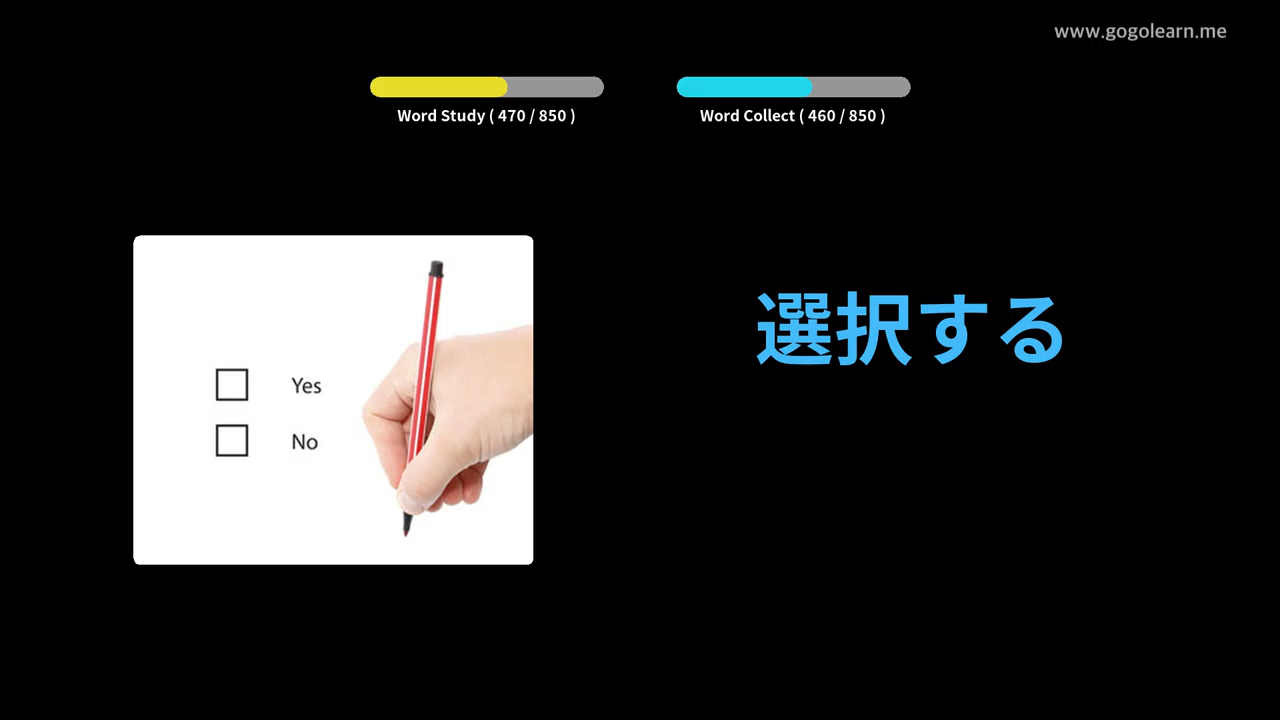 www.gogolearn.me
Word Study ( 470 / 850 )
Word Collect ( 460 / 850 )
Yes
No
選択する